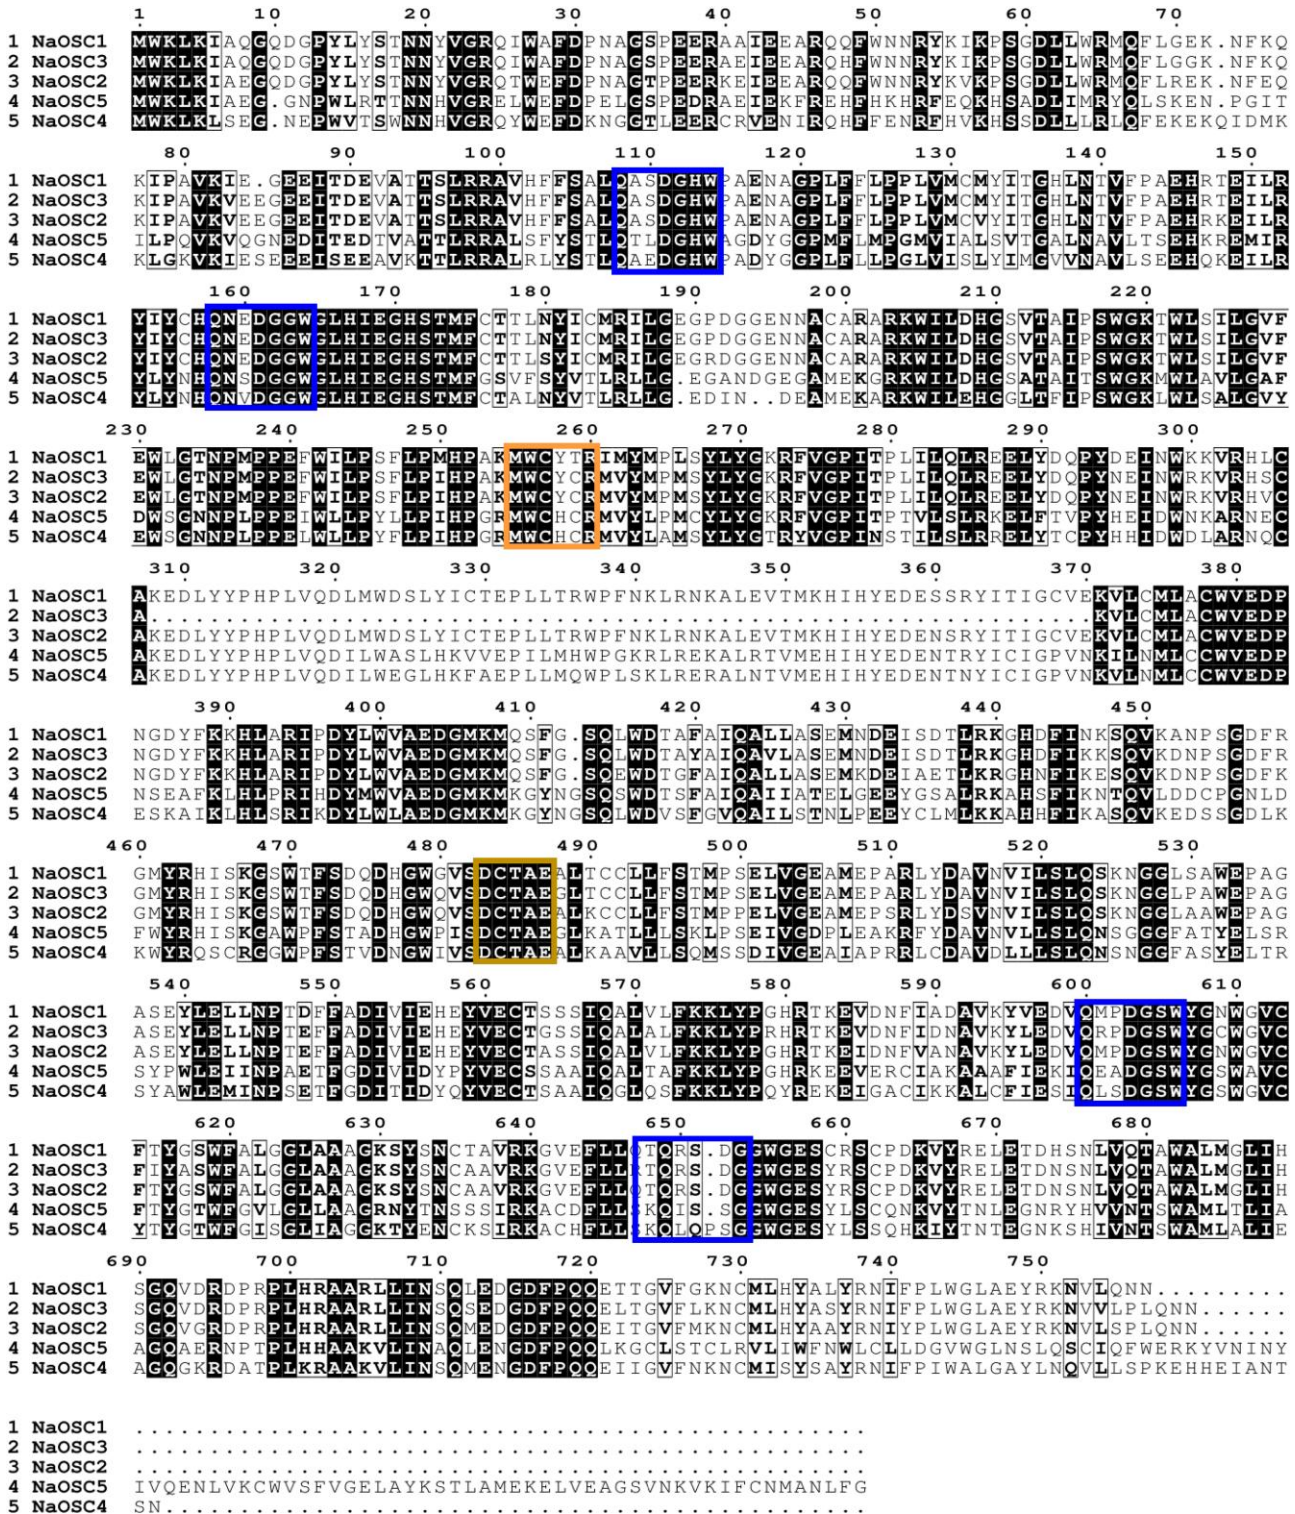 1 10 20 30 40 50 60 70
1 NaOSC1 MWKLKIAQGQDGPYLYSTNNYVGRQIWAFDPNAGSPEERAAIEEARQQFWNNRYKIKPSGDLLWRMQFLGEK.NFKQ
2 NaOSC3 MWKLKIAQGQDGPYLYSTNNYVGRQIWAFDPNAGSPEERAEIEEARQHFWNNRYKIKPSGDLLWRMQFLGGK.NFKQ
3 NaOSC2 MWKLKIAQGQDGPYLYSTNNYVGRQIWAFDPNAGTPEERAKIEEARQQFWNNRYKVKPSGDLLWRMQFLREK.NFEQ
4 NaOSC5 MWKLKIAEG.GNPWLRTTNNHVGRELWEFDPELGSPEDRAEIEKFREHFHKHRFEQKHSADLIMRYQLSKEN.PGIT
5 NaOSC4 MWKLKLSEG.NEPWVTSWNNHVGRQYWEFDKNGGTLEERCRVENIRQHFFENRFHVKHSSDLLLRLQFEKEKQIDMK
80 90 100 110 120 130 140 150
1 NaOSC1 KIPAVKIE.GEEITDEVATTSLRRAVHFFSALQASDGHWPAENAGPLFFLPPLVMCMYITGHLNTVFPAEHRTEILR
2 NaOSC3 KIPAVKVEEGEEITDEVATTSLRRAVHFFSALQASDGHWPAENAGPLFFLPPLVMCMYITGHLNTVFPAEHRTEILR
3 NaOSC2 KIPAVKVEEGEEITDEVATTSLRRAVHFFSALQASDGHWPAENAGPLFFLPPLVMCVYITGHLNTVFPAEHRKEILR
4 NaOSC5 ILPQVKVQGNEDITEDTVATTLRRALSFYSTLQTLDGHWAGDYGGPMFLMPGMVIALSVTGALNAVLTSEHKREMIR
5 NaOSC4 KLGKVKIESEEEISEEAVKTTLRRALRLYSTLQAEDGHWPADYGGPLFLLPGLVISLYIMGVVNAVLSEEHQKEILR
160 170 180 190 200 210 220
1 NaOSC1 YIYCHQNEDGGWGLHIEGHSTMFCTTLNYICMRILGEGPDGGENNACARARKWILDHGSVTAIPSWGKTWLSILGVF
2 NaOSC3 YIYCHQNEDGGWGLHIEGHSTMFCTTLNYICMRILGEGPDGGENNACARARKWILDHGSVTAIPSWGKTWLSILGVF
3 NaOSC2 YIYCHQNEDGGWGLHIEGHSTMFCTTLSYICMRILGEGRDGGENNACARARKWILDHGSVTAIPSWGKTWLSILGVF
4 NaOSC5 YLYNHQNSDGGWGLHIEGHSTMFGSVFSYVTLRLLG.EGANDGEGAMEKGRKWILDHGSATAITSWGKMWLAVLGAF
5 NaOSC4 YLYNHQNVDGGWGLHIEGHSTMFCTALNYVTLRLLG.EDIN..DEAMEKARKWILEHGGLTFIPSWGKLWLSALGVY
230 240 250 260 270 280 290 300
1 NaOSC1 EWLGTNPMPPEFWILPSFLPMHPAKMWCYTRIMYMPLSYLYGKRFVGPITPLILQLREELYDQPYDEINWKKVRHLC
2 NaOSC3 EWLGTNPMPPEFWILPSFLPIHPAKMWCYCRMVYMPMSYLYGKRFVGPITPLILQLREELYDQPYNEINWKKVRHSC
3 NaOSC2 EWLGTNPMPPEFWILPSFLPIHPAKMWCYCRMVYMPMSYLYGKRFVGPITPLILQLREELYDQPYNEINWRKVRHVC
4 NaOSC5 DWSGNNPLPPEIWLLPYLLPIHPGRMWCHCRMVYLPMCYLYGKRFVGPITPTVLSLRKELFTVPYHEIDWNKARNEC
5 NaOSC4 EWSGNNPLPPELWLLPYFLPIHPGRMWCHCRMVYLAMSYLYGTRYVGPINSTILSLRRELYTCPYHHIDWDLARNQC
310 320 330 340 350 360 370 380
1 NaOSC1 AKEDLYYPHPLVQDLMWDSLYICTEPLLTRWPFNKLRNKALEVTMKHIHYEDESSRYITIGCVEKVLCMLACWVEDP
2 NaOSC3 A................................................................KVLCMLACWVEDP
3 NaOSC2 AKEDLYYPHPLVQDLMWDSLYICTEPLLTRWPFNKLRNKALEVTMKHIHYEDENSRYITIGCVEKVLCMLACWVEDP
4 NaOSC5 AKEDLYYPHPLVQDILWASLHKVVEPILMHWPGKRLREKALRTVMEHIHYEDENTRYICIGPVNKILNMLCCWVEDP
5 NaOSC4 AKEDLYYPHPLVQDILWEGLHKFAEPLLMQWPLSKLRERALNTVMEHIHYEDENTNYICIGPVNKVLNMLCCWVEDP
390 400 410 420 430 440 450
1 NaOSC1 NGDYFKKHLARIPDYLWVAEDGMKMQSFG.SQLWDTAFAIQALLASEMNDEISDTLRKGHDFINKSQVKANPSGDFR
2 NaOSC3 NGDYFKKHLARIPDYLWVAEDGMKMQSFG.SQLWDTAYAIQAVLASEMNDEISDTLRKGHDFIKKSQVKDNPSGDFR
3 NaOSC2 NGDYFKKHLARIPDYLWVAEDGMKMQSFG.SQEWDTGFAIQALLASEMKDEIAETLKRGHNFIKESQVKDNPSGDFK
4 NaOSC5 NSEAFKLHLPRIHDYMWVAEDGMKMKGYNGSQSWDTSFAIQAIIATELGEEYGSALRKAHSFIKNTQVLDDCPGNLD
5 NaOSC4 ESKAIKLHLSRIKDYLWLAEDGMKMKGYNGSQLWDVSFGVQAILSTNLPEEYCLMLKKAHHFIKASQVKEDSSGDLK
460 470 480 490 500 510 520 530
1 NaOSC1 GMYRHISKGSWTFSDQDHGWGVSDCTAEALTCCLLFSTMPSELVGEAMEPARLYDAVNVILSLQSKNGGLSAWEPAG
2 NaOSC3 GMYRHISKGSWTFSDQDHGWQVSDCTAEGLTCCLLFSTMPSELVGEAMEPARLYDAVNVILSLQSKNGGLPAWEPAG
3 NaOSC2 GMYRHISKGSWTFSDQDHGWQVSDCTAEALKCCLLFSTMPPELVGEAMEPSRLYDSVNVILSLQSKNGGLAAWEPAG
4 NaOSC5 FWYRHISKGAWPFSTADHGWPISDCTAEGLKATLLLSKLPSEIVGDPLEAKRFYDAVNVILSLQNSGGGFATYELSR
5 NaOSC4 KWYRQSCRGGWPFSTVDNGWIVSDCTAEALKAAVLLSQMSSDIVGEAIAPRRLCDAVDLLLSLQNSNGGFASYELTR
540 550 560 570 580 590 600 610
1 NaOSC1 ASEYLELLNPTDFFADIVIEHEYVECTSSSIQALVLFKKLYPGHRTKEVDNFIADAVKYVEDVQMPDGSWYGNWGVC
2 NaOSC3 ASEYLELLNPTEFFADIVIEHEYVECTSSSIQALALFKKLYPRHRTKEVDNFIDNAVKYLEDVQRPDGSWYGCWGVC
3 NaOSC2 ASEYLELLNPTEFFADIVIEHEYVECTASSIQALVLFKKLYPGHRTKEIDNFVANAVKYLEDVQMPDGSWYGNWGVC
4 NaOSC5 SYPWLEIINPAETFGDIVIDYPYVECSSAAIQALTAFKKLYPGHRKEEVERCIAKAAAFIEKIQEADGSWYGSWAVC
5 NaOSC4 SYAWLEMINPSETFGDITIDYQYVECTSAAIQGLQSFKKLYPQYREKEIGACIKKALCFIESIQLSDGSWYGSWGVC
620 630 640 650 660 670 680
1 NaOSC1 FTYGSWFALGGLAAAGKSYSNCTAVRKGVEFLLQTQRS.DGGWGESCRSCPDKVYRELETDHSNLVQTAWALMGLIH
2 NaOSC3 FIYASWFALGGLAAAGKSYSNCTAVRKGVEFLLRTQRS.DGGWGESCRSCPDKVYRELETDNSNLVQTAWALMGLIH
3 NaOSC2 FTYGSWFALGGLAAAGKSYSNCAAVRKGVEFLLQTQRS.DGGWGESYRSCPDKVYRELETDNSNLVQTAWALMGLIH
4 NaOSC5 FTYGTWFGVLGLLAAGRNYTNSSSIRKACDFLLSKQIS.SGGWGESYLSCQNKVYTNLEGNRYHVVNTSWAMLTLIA
5 NaOSC4 YTYGTWFGISGLIAGGKTYENCKSIRKACHFLLSKQLQPSGGWGESYLSSQHKIYTNTEGNKSHIVNTSWAMLALIE
690 700 710 720 730 740 750
1 NaOSC1 SGQVDRDPRPLHRAARLLINSQLEDGDFPQQETTGVFGKNCMLHYALYRNIFPLWGLAEYRKNVLQNN.........
2 NaOSC3 SGQVDRDPRPLHRAARLLINSQMEDGDFPQQELTGVFGKNCSLHYASYRNIFPLWGLAEYRKNVVLPLQNN......
3 NaOSC2 SGQVGRDPRPLHRAARLLINSQMEDGDFPQQEITGVFMKNCMLHYAAYRNIYPLWGLAEYRKNVLSPLQNN......
4 NaOSC5 AGQAERNPTPLHHAAKVLINAQLENGDFPQQQLKGCLSTCLRVLIWFNWLCLLDGVWGLNSLQSCIQFWERKYVNINY
5 NaOSC4 AGQGKRDATPLKRAAKVLINSQMENGDFPQQEIIGVFNKNCMISYSAYRNIFPIWALGAYLNQVLLSPKEHHEIANT
1 NaOSC1 .................................................
2 NaOSC3 .................................................
3 NaOSC2 .................................................
4 NaOSC5 IVQENLVKCWVSFVGELAYKSTLAMEKELVEAGSVNKVKIFCNMANLFG
5 NaOSC4 SN...............................................